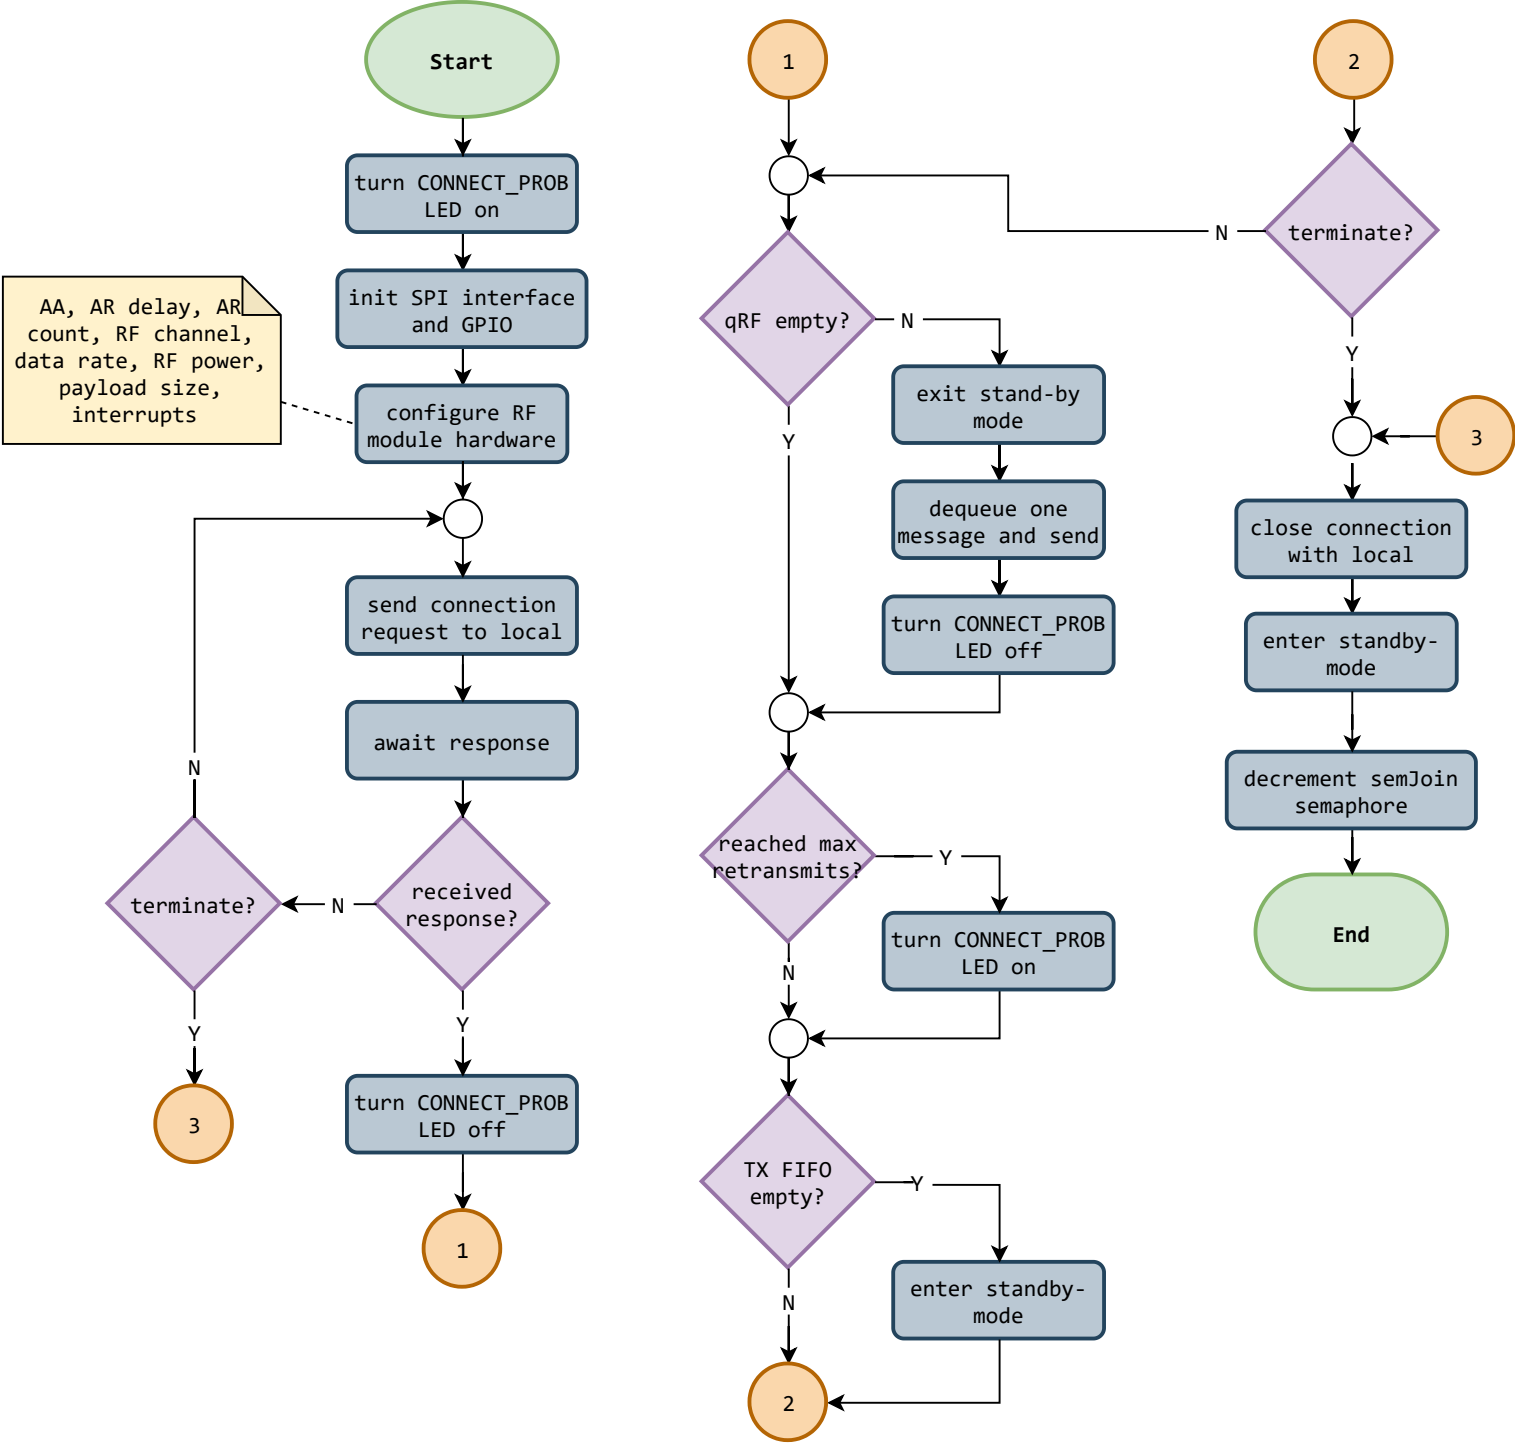 Start
turn CONNECT_PROB
LED on
init SPI interface
and GPIO
AA, AR delay, AR
count, RF channel,
data rate, RF power,
payload size,
interrupts
configure RF
module hardware
send connection
request to local
await response
N
terminate?
N
received
response?
Y
Y
3
turn CONNECT_PROB
LED off
1
1
qRF empty?
N
Y
exit stand-by
mode
dequeue one
message and send
turn CONNECT_PROB
LED off
reached max
retransmits?
Y
N
turn CONNECT_PROB
LED on
TX FIFO
empty?
Y
N
enter standby-
mode
2
2
terminate?
N
Y
3
close connection
with local
enter standby-
mode
decrement semJoin
semaphore
End